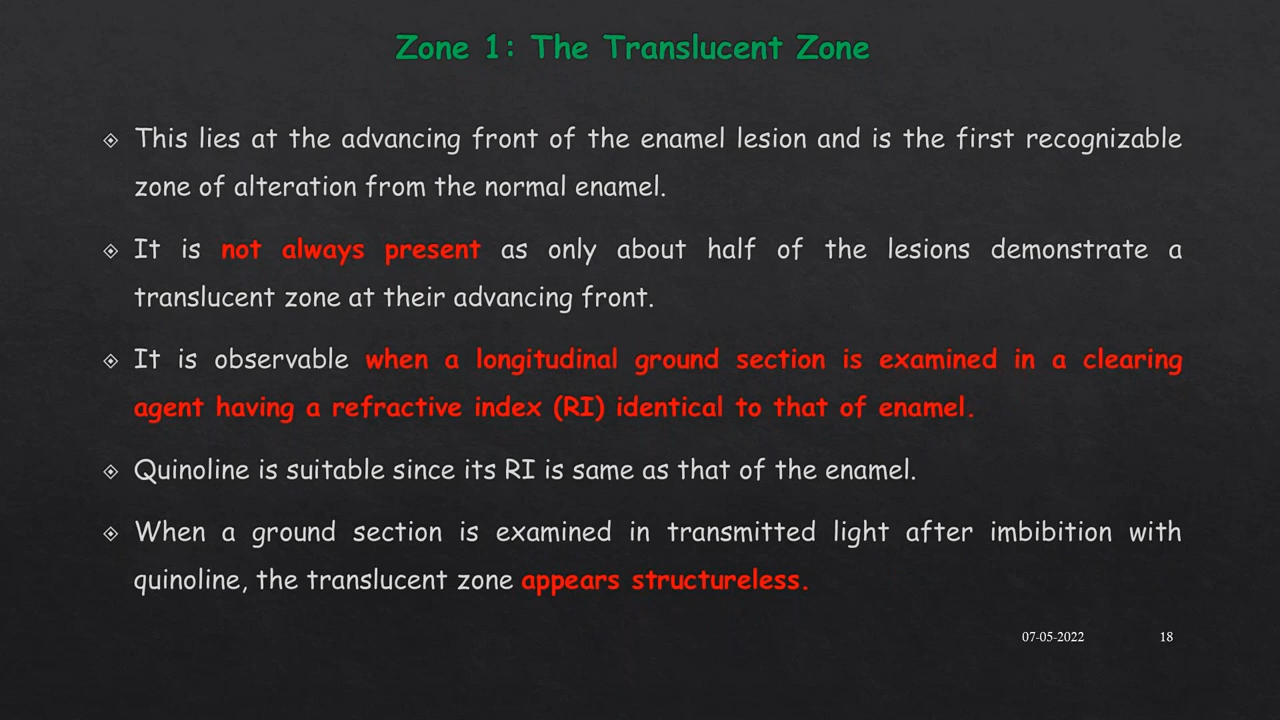 Zone 1: The Translucent Zone
This lies at the advancing front of the enamel lesion and is the first recognizable
zone of alteration from the normal enamel.
It is not always present as only about half of the lesions demonstrate a
translucent zone at their advancing front.
It is observable when a longitudinal ground section is examined in a clearing
agent having a refractive index (RI) identical to that of enamel.
Quinoline is suitable since its RI is same as that of the enamel.
When a ground section is examined in transmitted light after imbibition with
quinoline, the translucent zone appears structureless.
07-05-2022 18